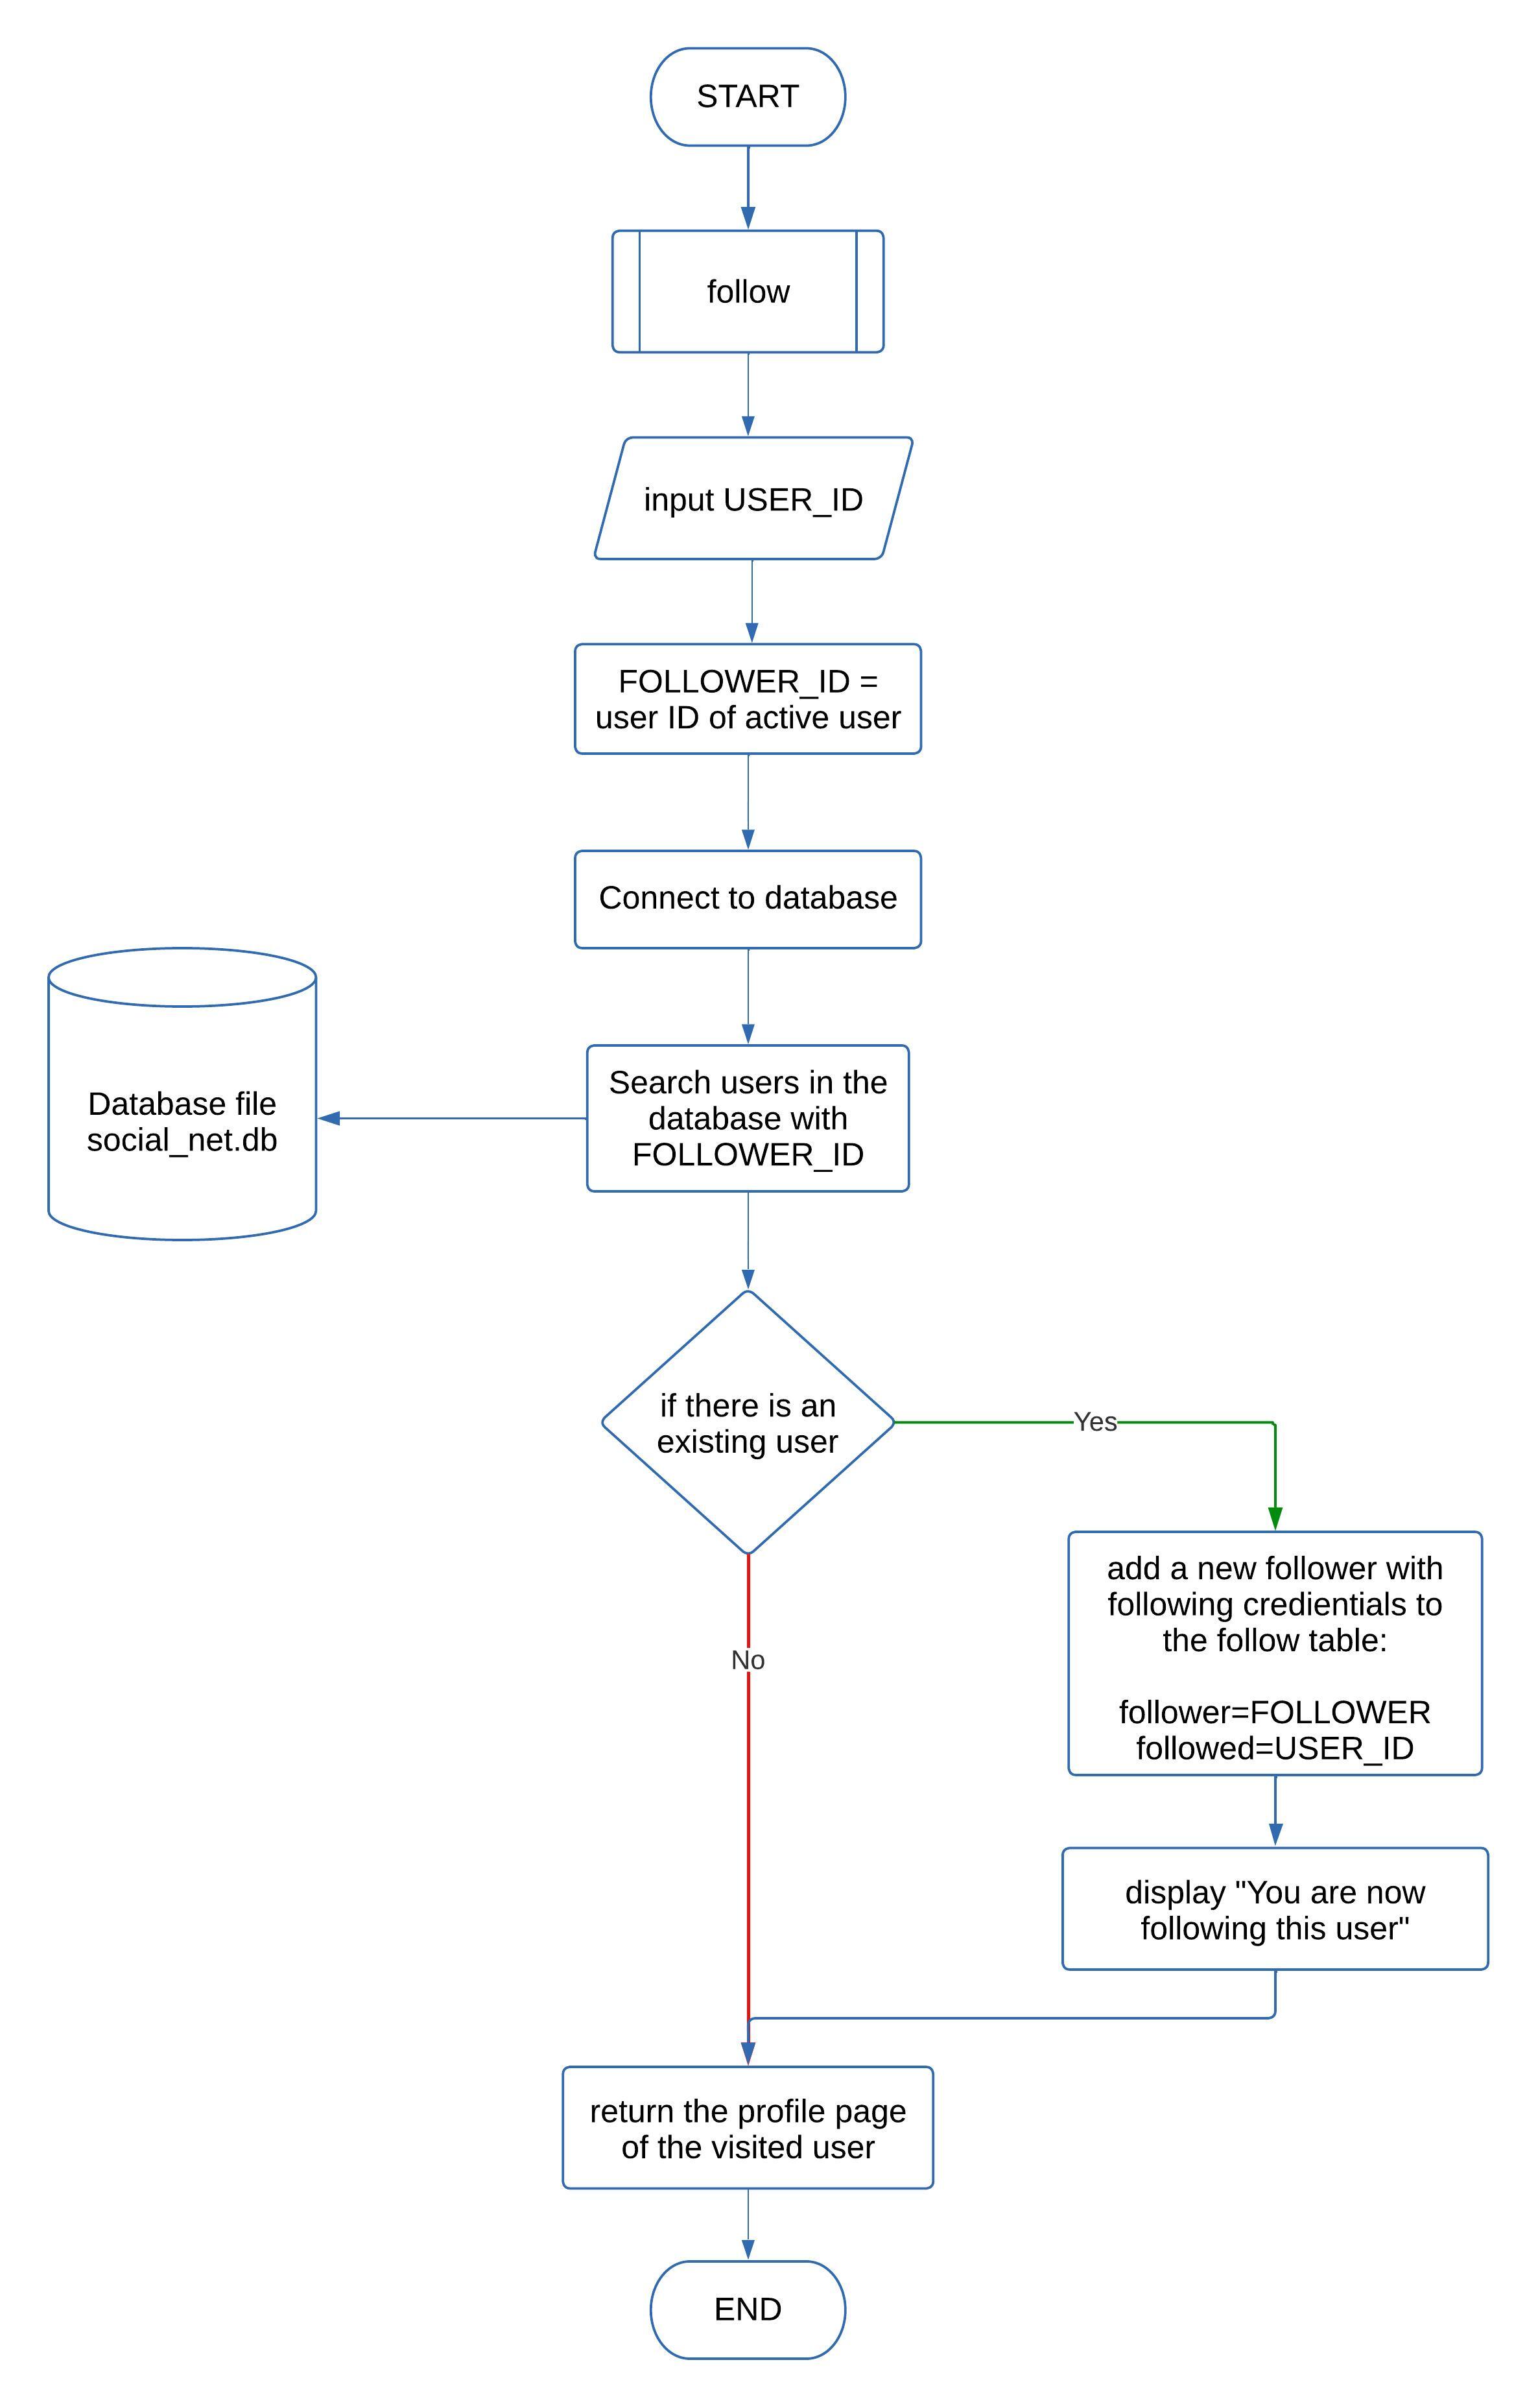 START
follow
input USER_ID
FOLLOWER_ID =
user ID of active user
Connect to database
Database file
social_net.db
Search users in the
database with
FOLLOWER_ID
if there is an
existing user
Yes
No
add a new follower with
following credientials to
the follow table:
follower=FOLLOWER
followed=USER_ID
display "You are now
following this user"
return the profile page
of the visited user
END